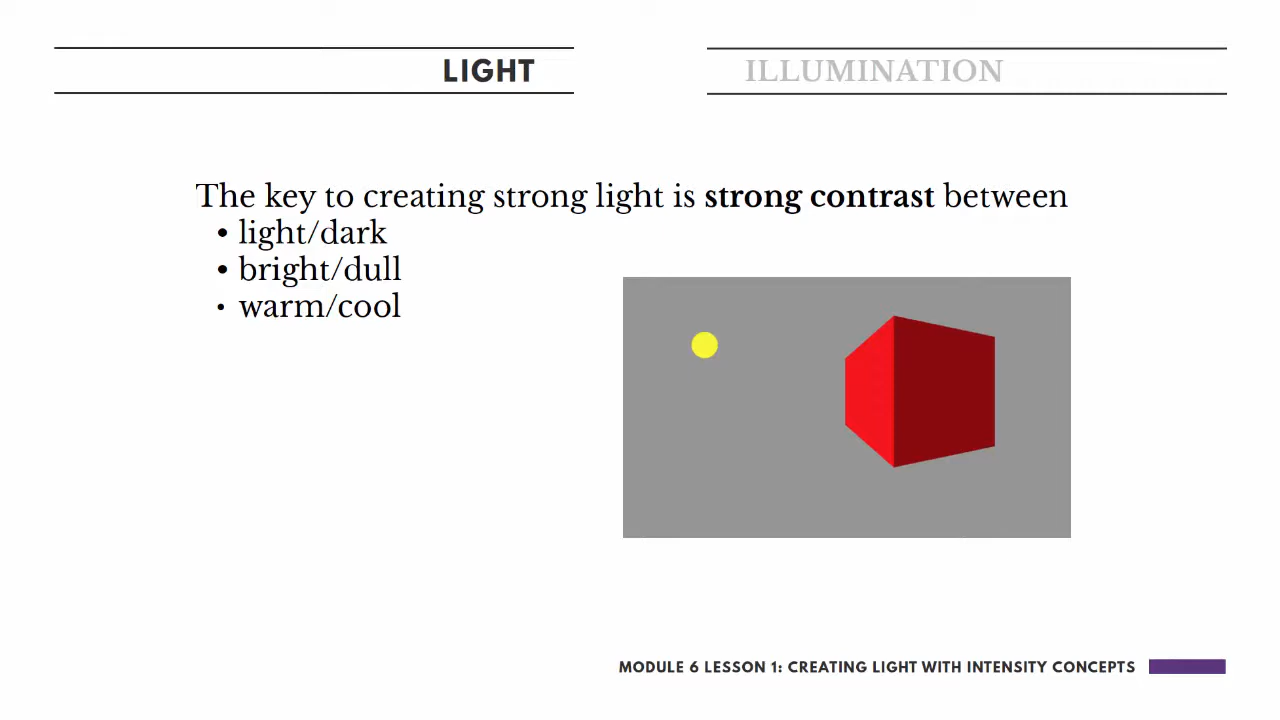 LIGHT
ILLUMINATION
The key to creating strong light is strong contrast between
• light/dark
• bright/dull
• warm/cool
MODULE 6 LESSON 1: CREATING LIGHT WITH INTENSITY CONCEPTS